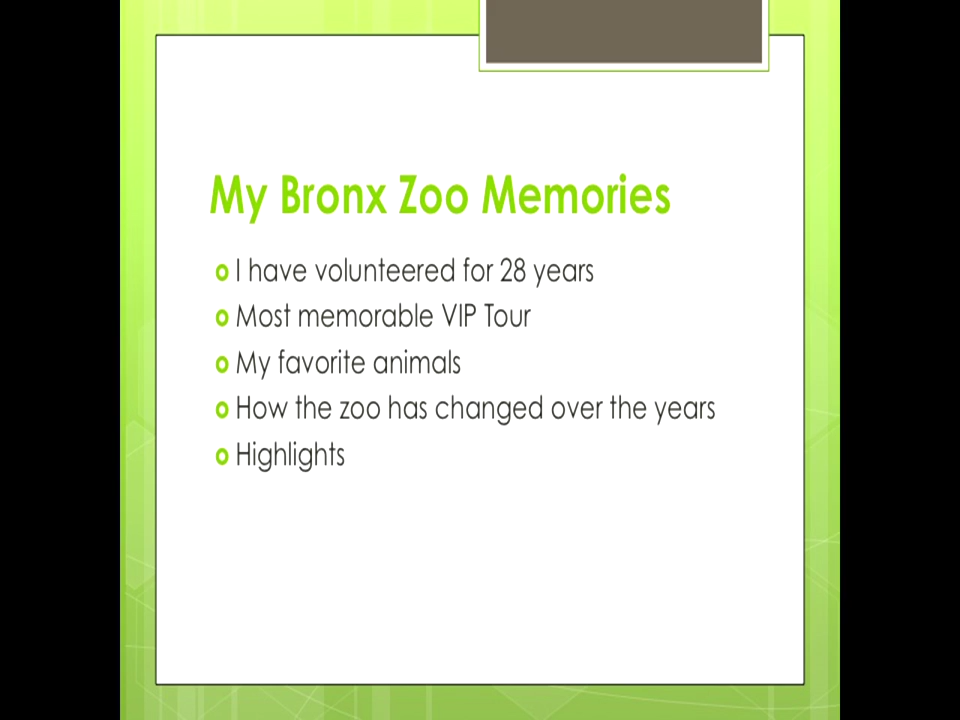 My Bronx Zoo Memories
I have volunteered for 28 years
Most memorable VIP Tour
My favorite animals
How the zoo has changed over the years
Highlights